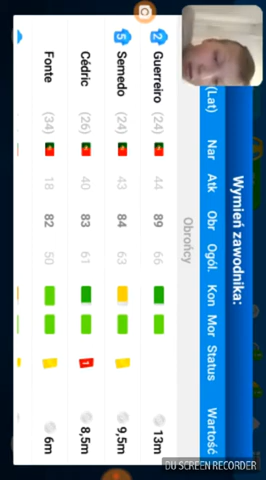 Wymień zawodnika:
(Lat) Nar Atk Obr Ogól. Kon Mor Status Wartość
Obrońcy
2 Guerreiro (24) 44 89 66 13m
5 Semedo (24) 43 84 63 9,5m
Cédric (26) 40 83 61 1 8,5m
Fonte (34) 18 82 50 6m
DU SCREEN RECORDER